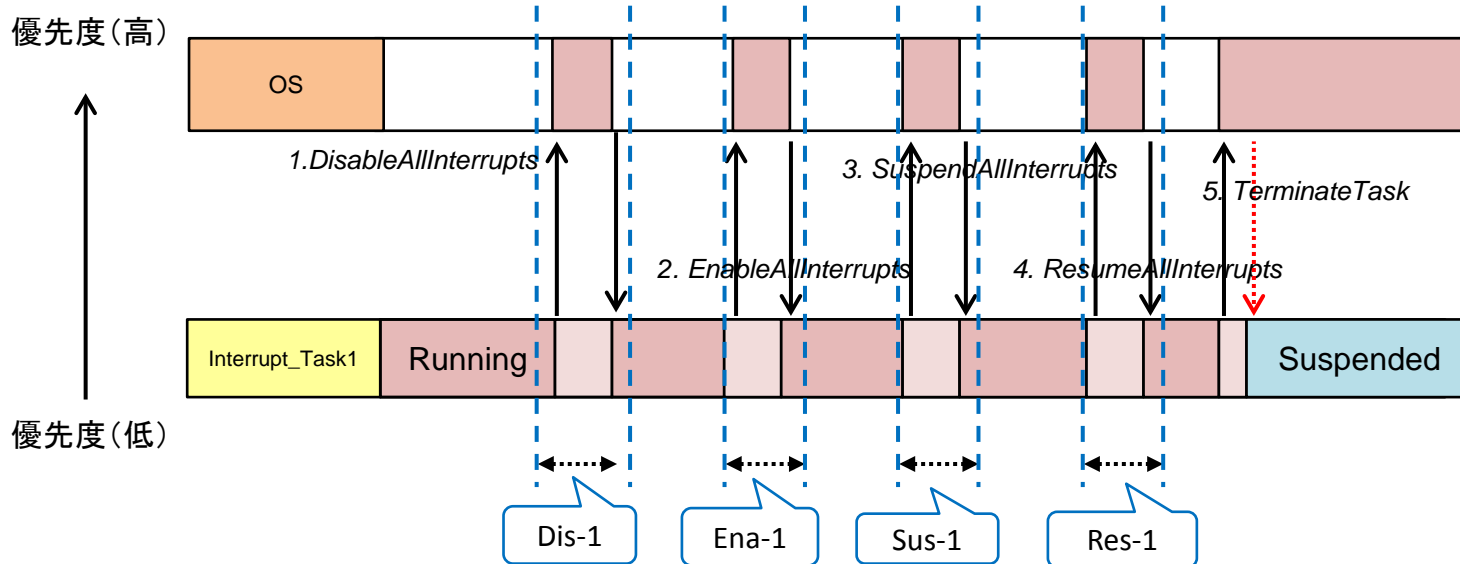 優先度(高)
OS
1.DisableAllInterrupts
3. SuspendAllInterrupts
5. TerminateTask
2. EnableAllInterrupts
4. ResumeAllInterrupts
Interrupt_Task1
Running
Suspended
優先度(低)
Dis-1
Ena-1
Sus-1
Res-1